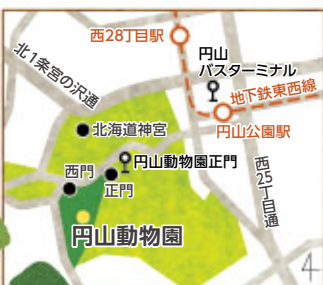 西28丁目駅
北1条宮の沢通
円山
バスターミナル
地下鉄東西線
円山公園駅
北海道神宮
円山動物園正門
西門
正門
西25丁目通
円山動物園
4